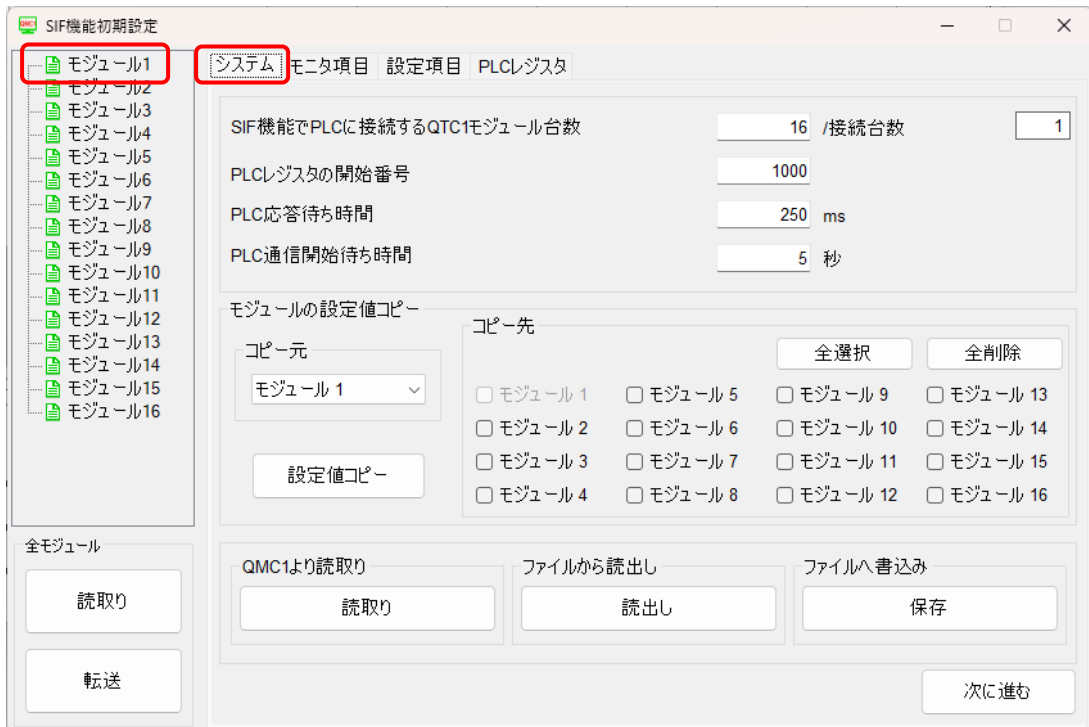 QMC1 SIF機能初期設定
モジュール1
モジュール2
モジュール3
モジュール4
モジュール5
モジュール6
モジュール7
モジュール8
モジュール9
モジュール10
モジュール11
モジュール12
モジュール13
モジュール14
モジュール15
モジュール16
全モジュール
読取り
転送
システム モニタ項目 設定項目 PLCレジスタ
SIF機能でPLCに接続するQTC1モジュール台数 16 /接続台数 1
PLCレジスタの開始番号 1000
PLC応答待ち時間 250 ms
PLC通信開始待ち時間 5 秒
モジュールの設定値コピー
コピー元
モジュール 1
設定値コピー
コピー先
全選択 全削除
モジュール 1 モジュール 5 モジュール 9 モジュール 13
モジュール 2 モジュール 6 モジュール 10 モジュール 14
モジュール 3 モジュール 7 モジュール 11 モジュール 15
モジュール 4 モジュール 8 モジュール 12 モジュール 16
QMC1より読取り ファイルから読出し ファイルへ書込み
読取り 読出し 保存
次に進む